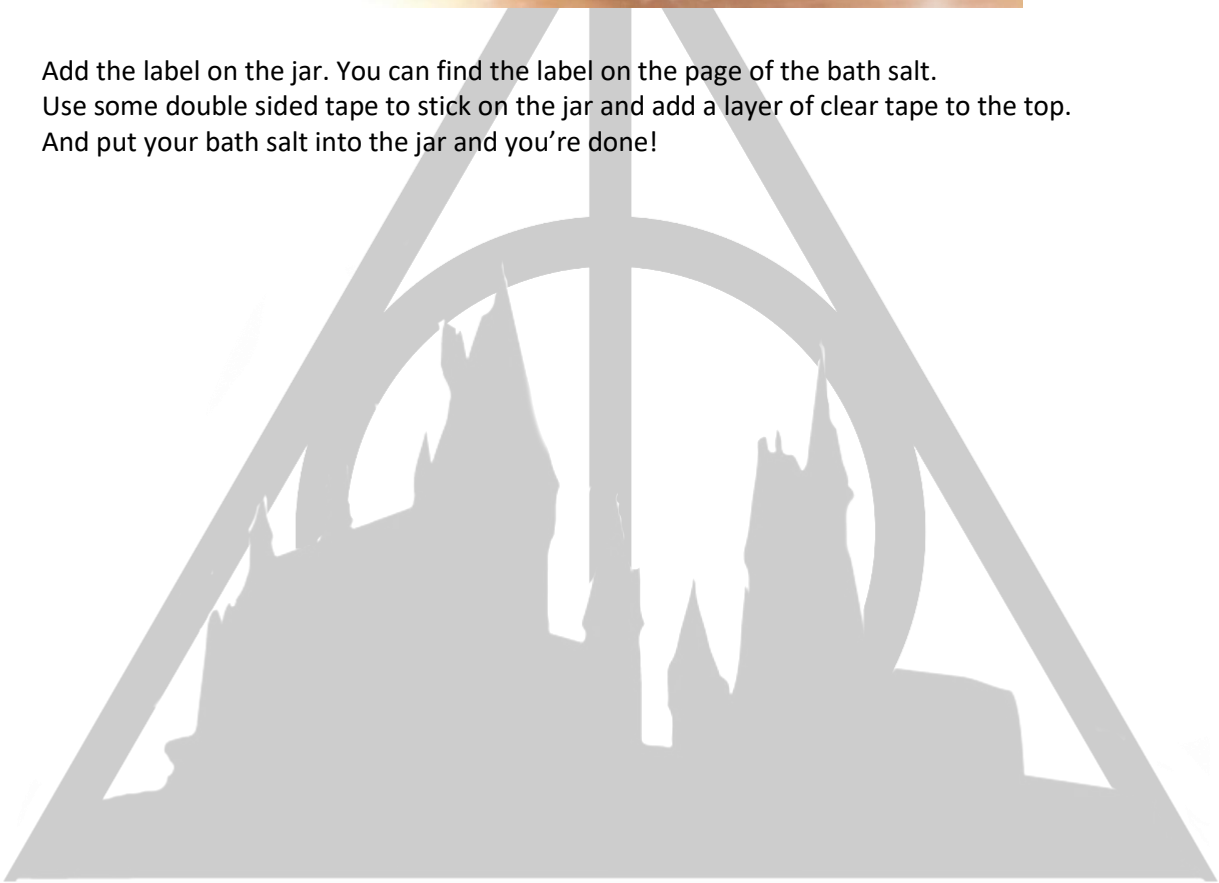 Add the label on the jar. You can find the label on the page of the bath salt.
Use some double sided tape to stick on the jar and add a layer of clear tape to the top.
And put your bath salt into the jar and you’re done!